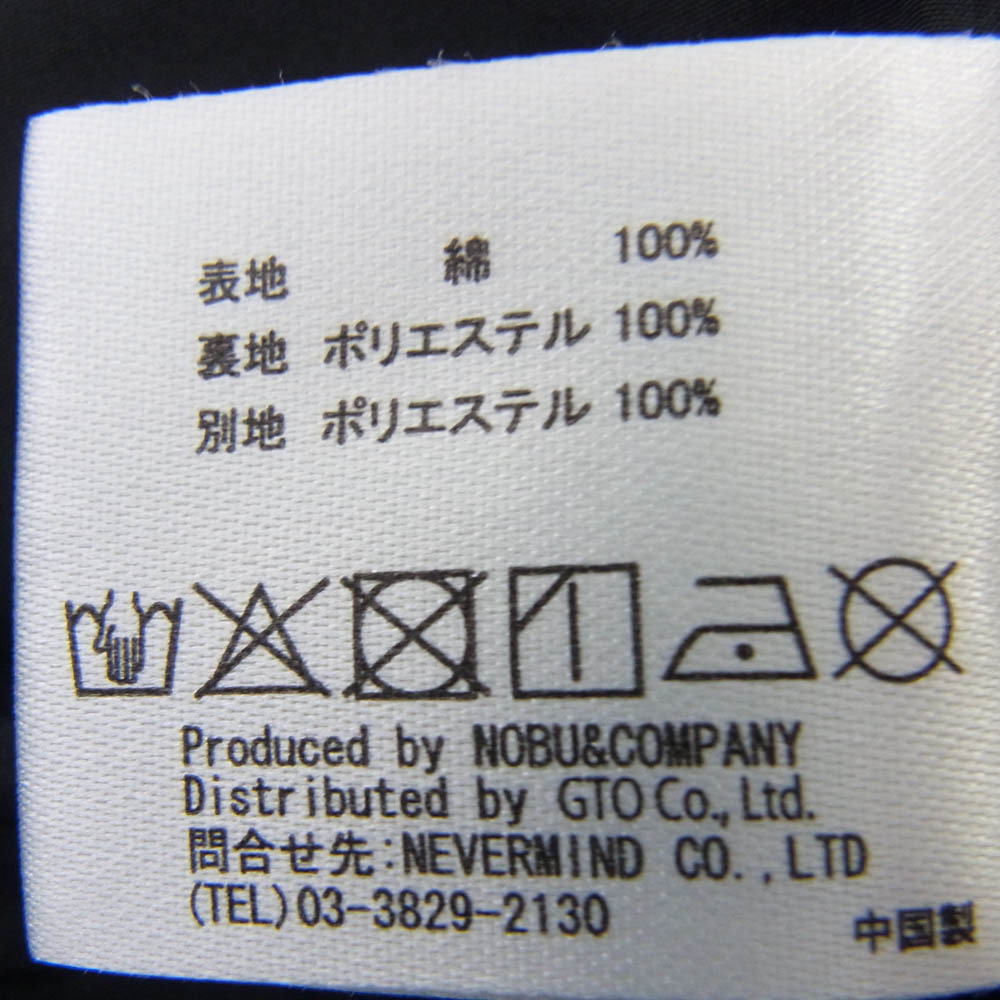 表地 綿 100%
裏地 ポリエステル 100%
別地 ポリエステル 100%
Produced by NOBU&COMPANY
Distributed by GTO Co.,Ltd.
問合せ先:NEVERMIND CO.,LTD
(TEL)03-3829-2130
中国製